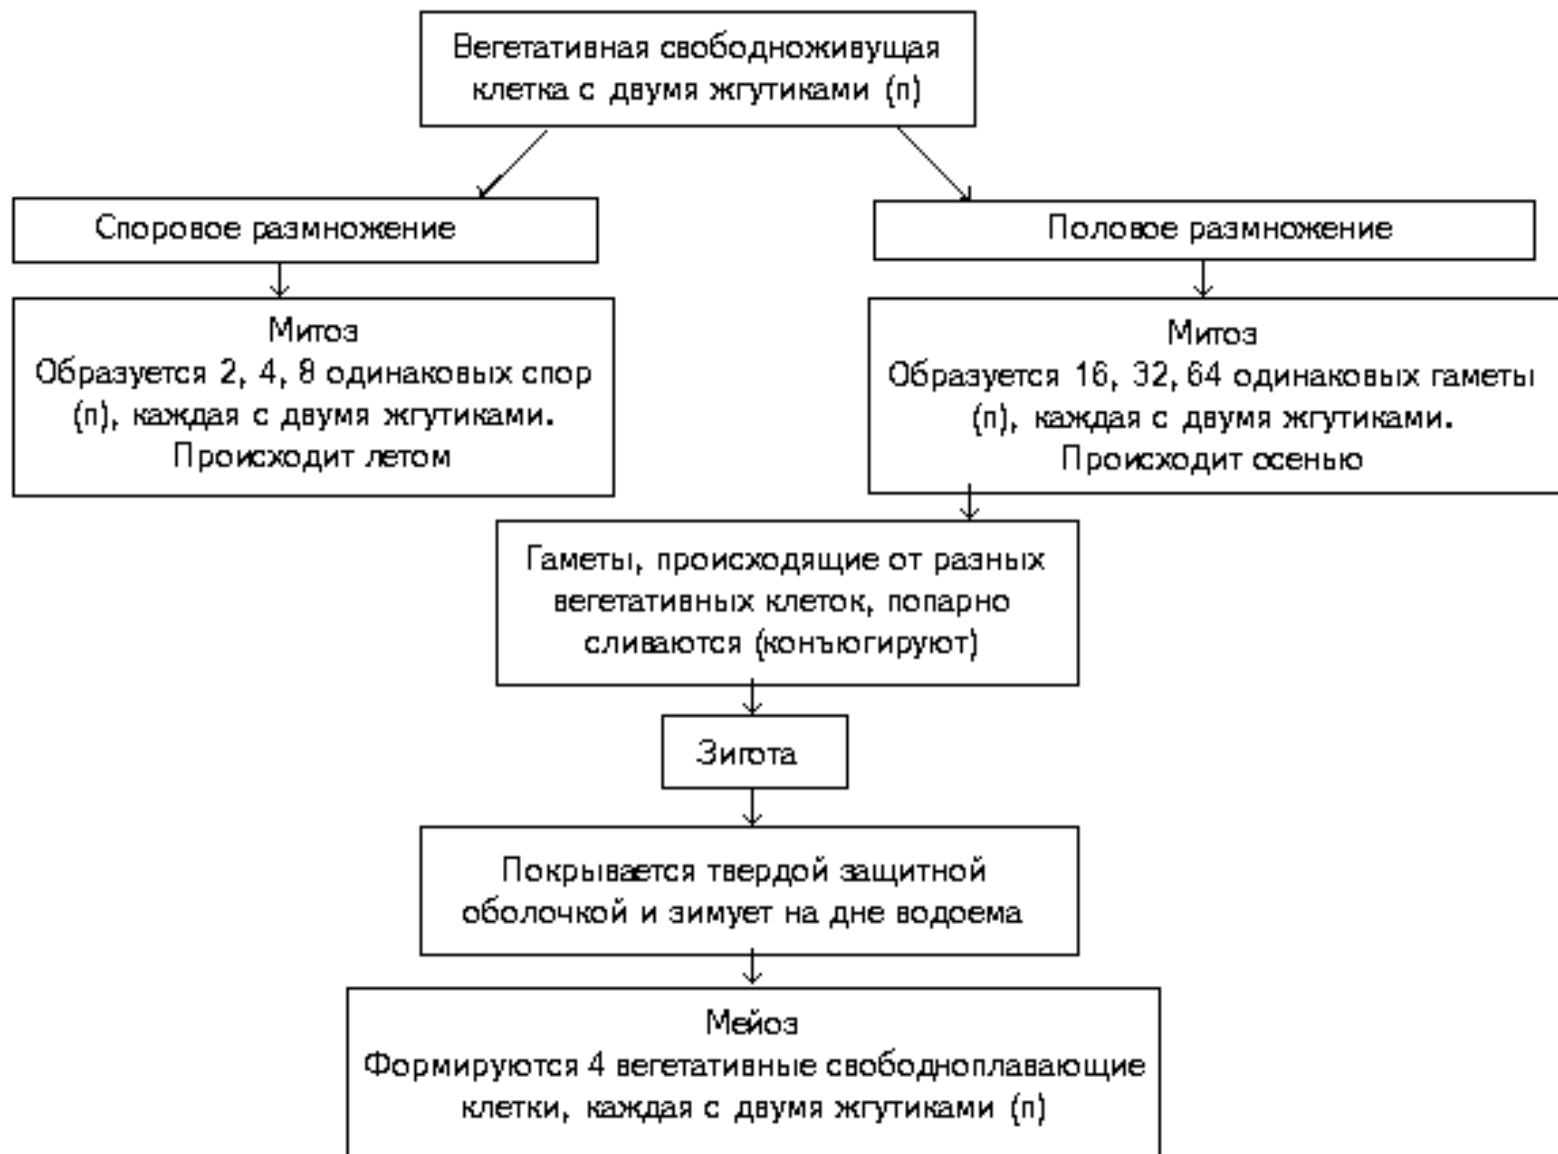 Вегетативная свободноживущая
клетка с двумя жгутиками (n)
Споровое размножение
Половое размножение
Митоз
Образуется 2, 4, 8 одинаковых спор
(n), каждая с двумя жгутиками.
Происходит летом
Митоз
Образуется 16, 32, 64 одинаковых гаметы
(n), каждая с двумя жгутиками.
Происходит осенью
Гаметы, происходящие от разных
вегетативных клеток, попарно
сливаются (конъюгируют)
Зигота
Покрывается твердой защитной
оболочкой и зимует на дне водоема
Мейоз
Формируются 4 вегетативные свободноплавающие
клетки, каждая с двумя жгутиками (n)